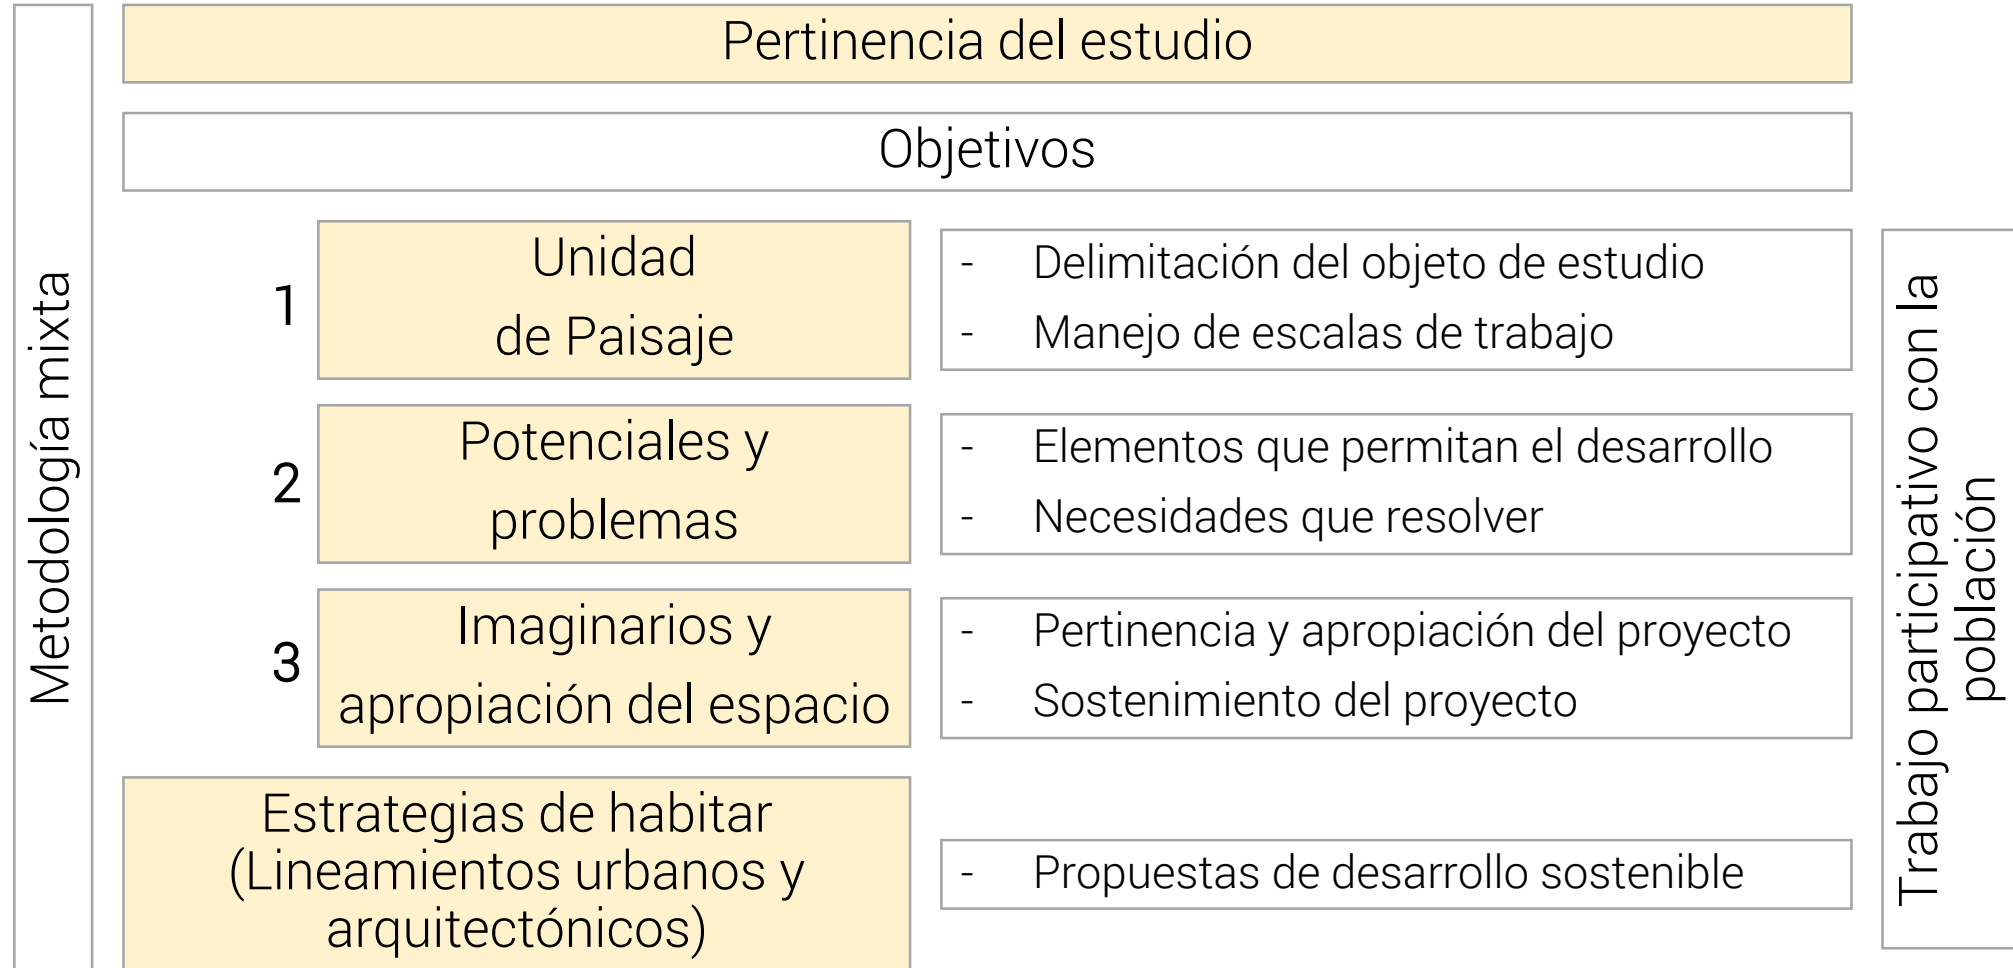 Metodología mixta
Pertinencia del estudio
Objetivos
1
Unidad
de Paisaje
- Delimitación del objeto de estudio
- Manejo de escalas de trabajo
2
Potenciales y
problemas
- Elementos que permitan el desarrollo
- Necesidades que resolver
3
Imaginarios y
apropiación del espacio
- Pertinencia y apropiación del proyecto
- Sostenimiento del proyecto
Estrategias de habitar
(Lineamientos urbanos y
arquitectónicos)
- Propuestas de desarrollo sostenible
Trabajo participativo con la
población